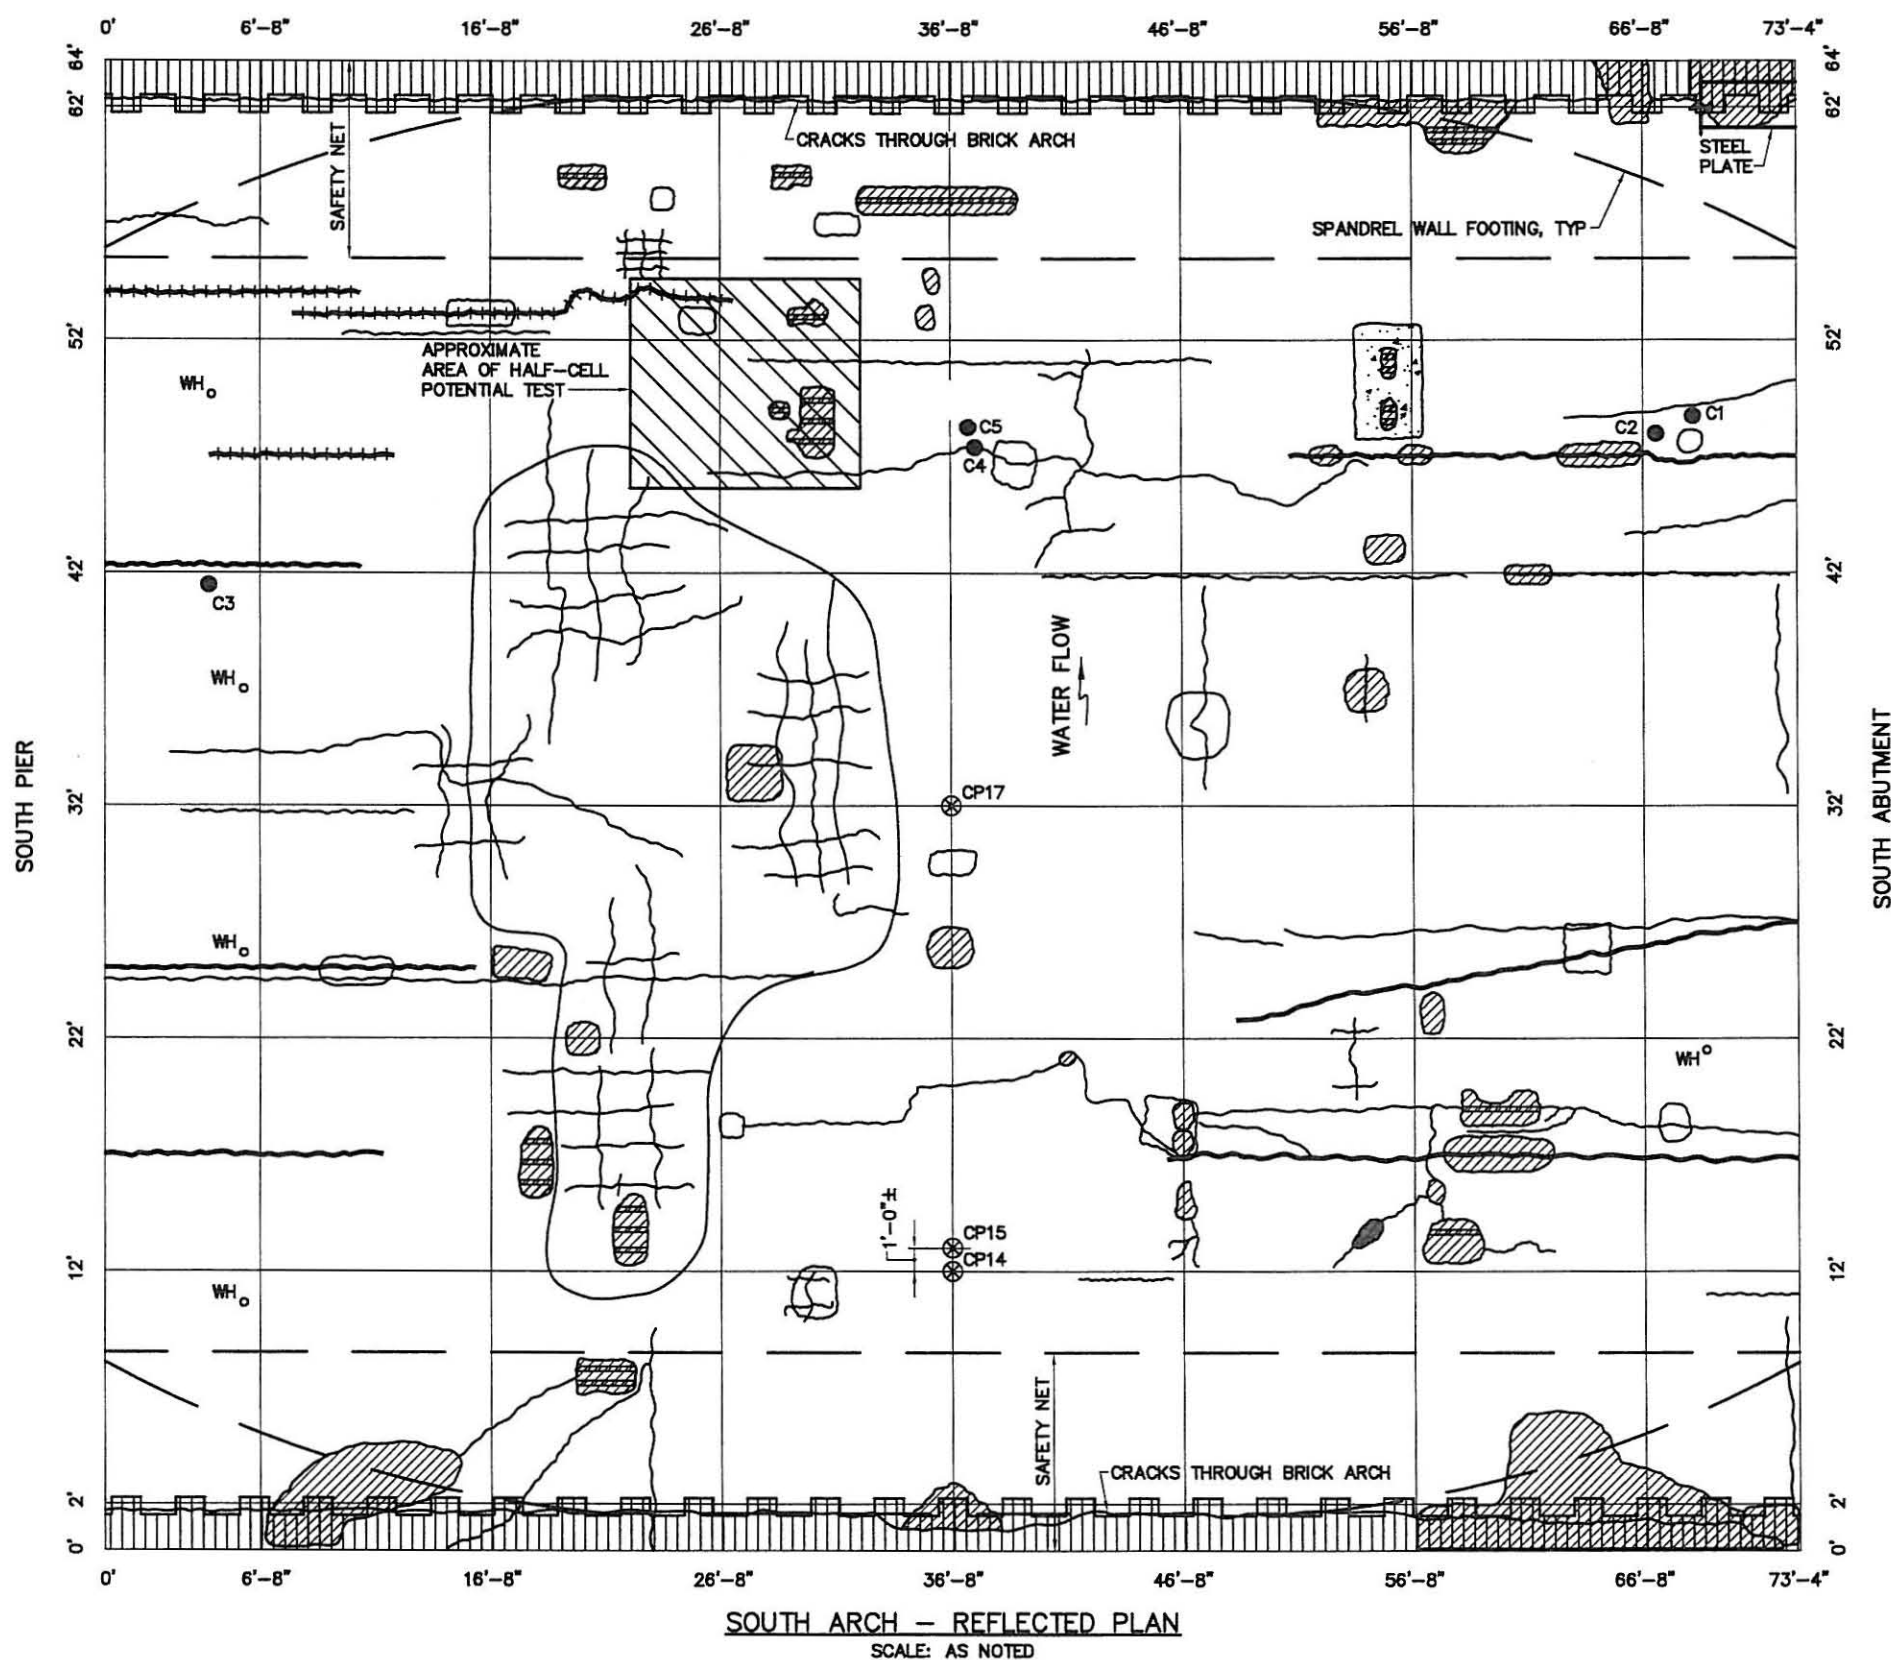 0' 6'-8" 16'-8" 26'-8" 36'-8" 46'-8" 56'-8" 66'-8" 73'-4"
64' 64'
62' 62'
CRACKS THROUGH BRICK ARCH
STEEL
PLATE
SAFETY NET
SPANDREL WALL FOOTING, TYP
52' 52'
APPROXIMATE
AREA OF HALF-CELL
POTENTIAL TEST
WH
C1
C5 C2
C4
42' 42'
C3
WATER FLOW
WH
SOUTH PIER
SOUTH ABUTMENT
CP17
32' 32'
WH
22' 22'
WH
1'-0"±
CP15
CP14
12' 12'
WH
SAFETY NET
CRACKS THROUGH BRICK ARCH
2' 2'
0' 0'
0' 6'-8" 16'-8" 26'-8" 36'-8" 46'-8" 56'-8" 66'-8" 73'-4"
SOUTH ARCH – REFLECTED PLAN
SCALE: AS NOTED